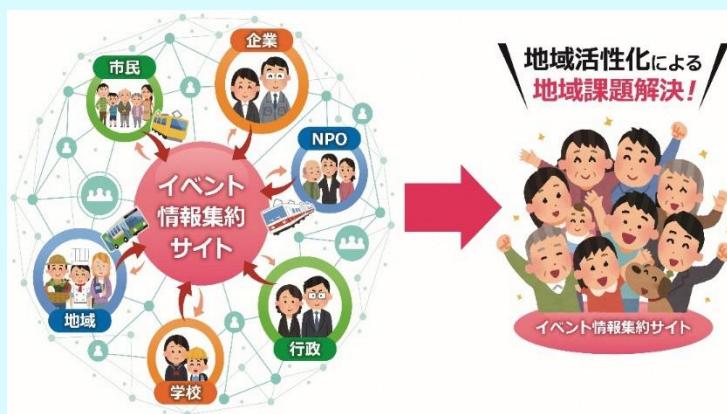 企業
市民
NPO
イベント
情報集約
サイト
地域
行政
学校
地域活性化による
地域課題解決!
イベント情報集約サイト